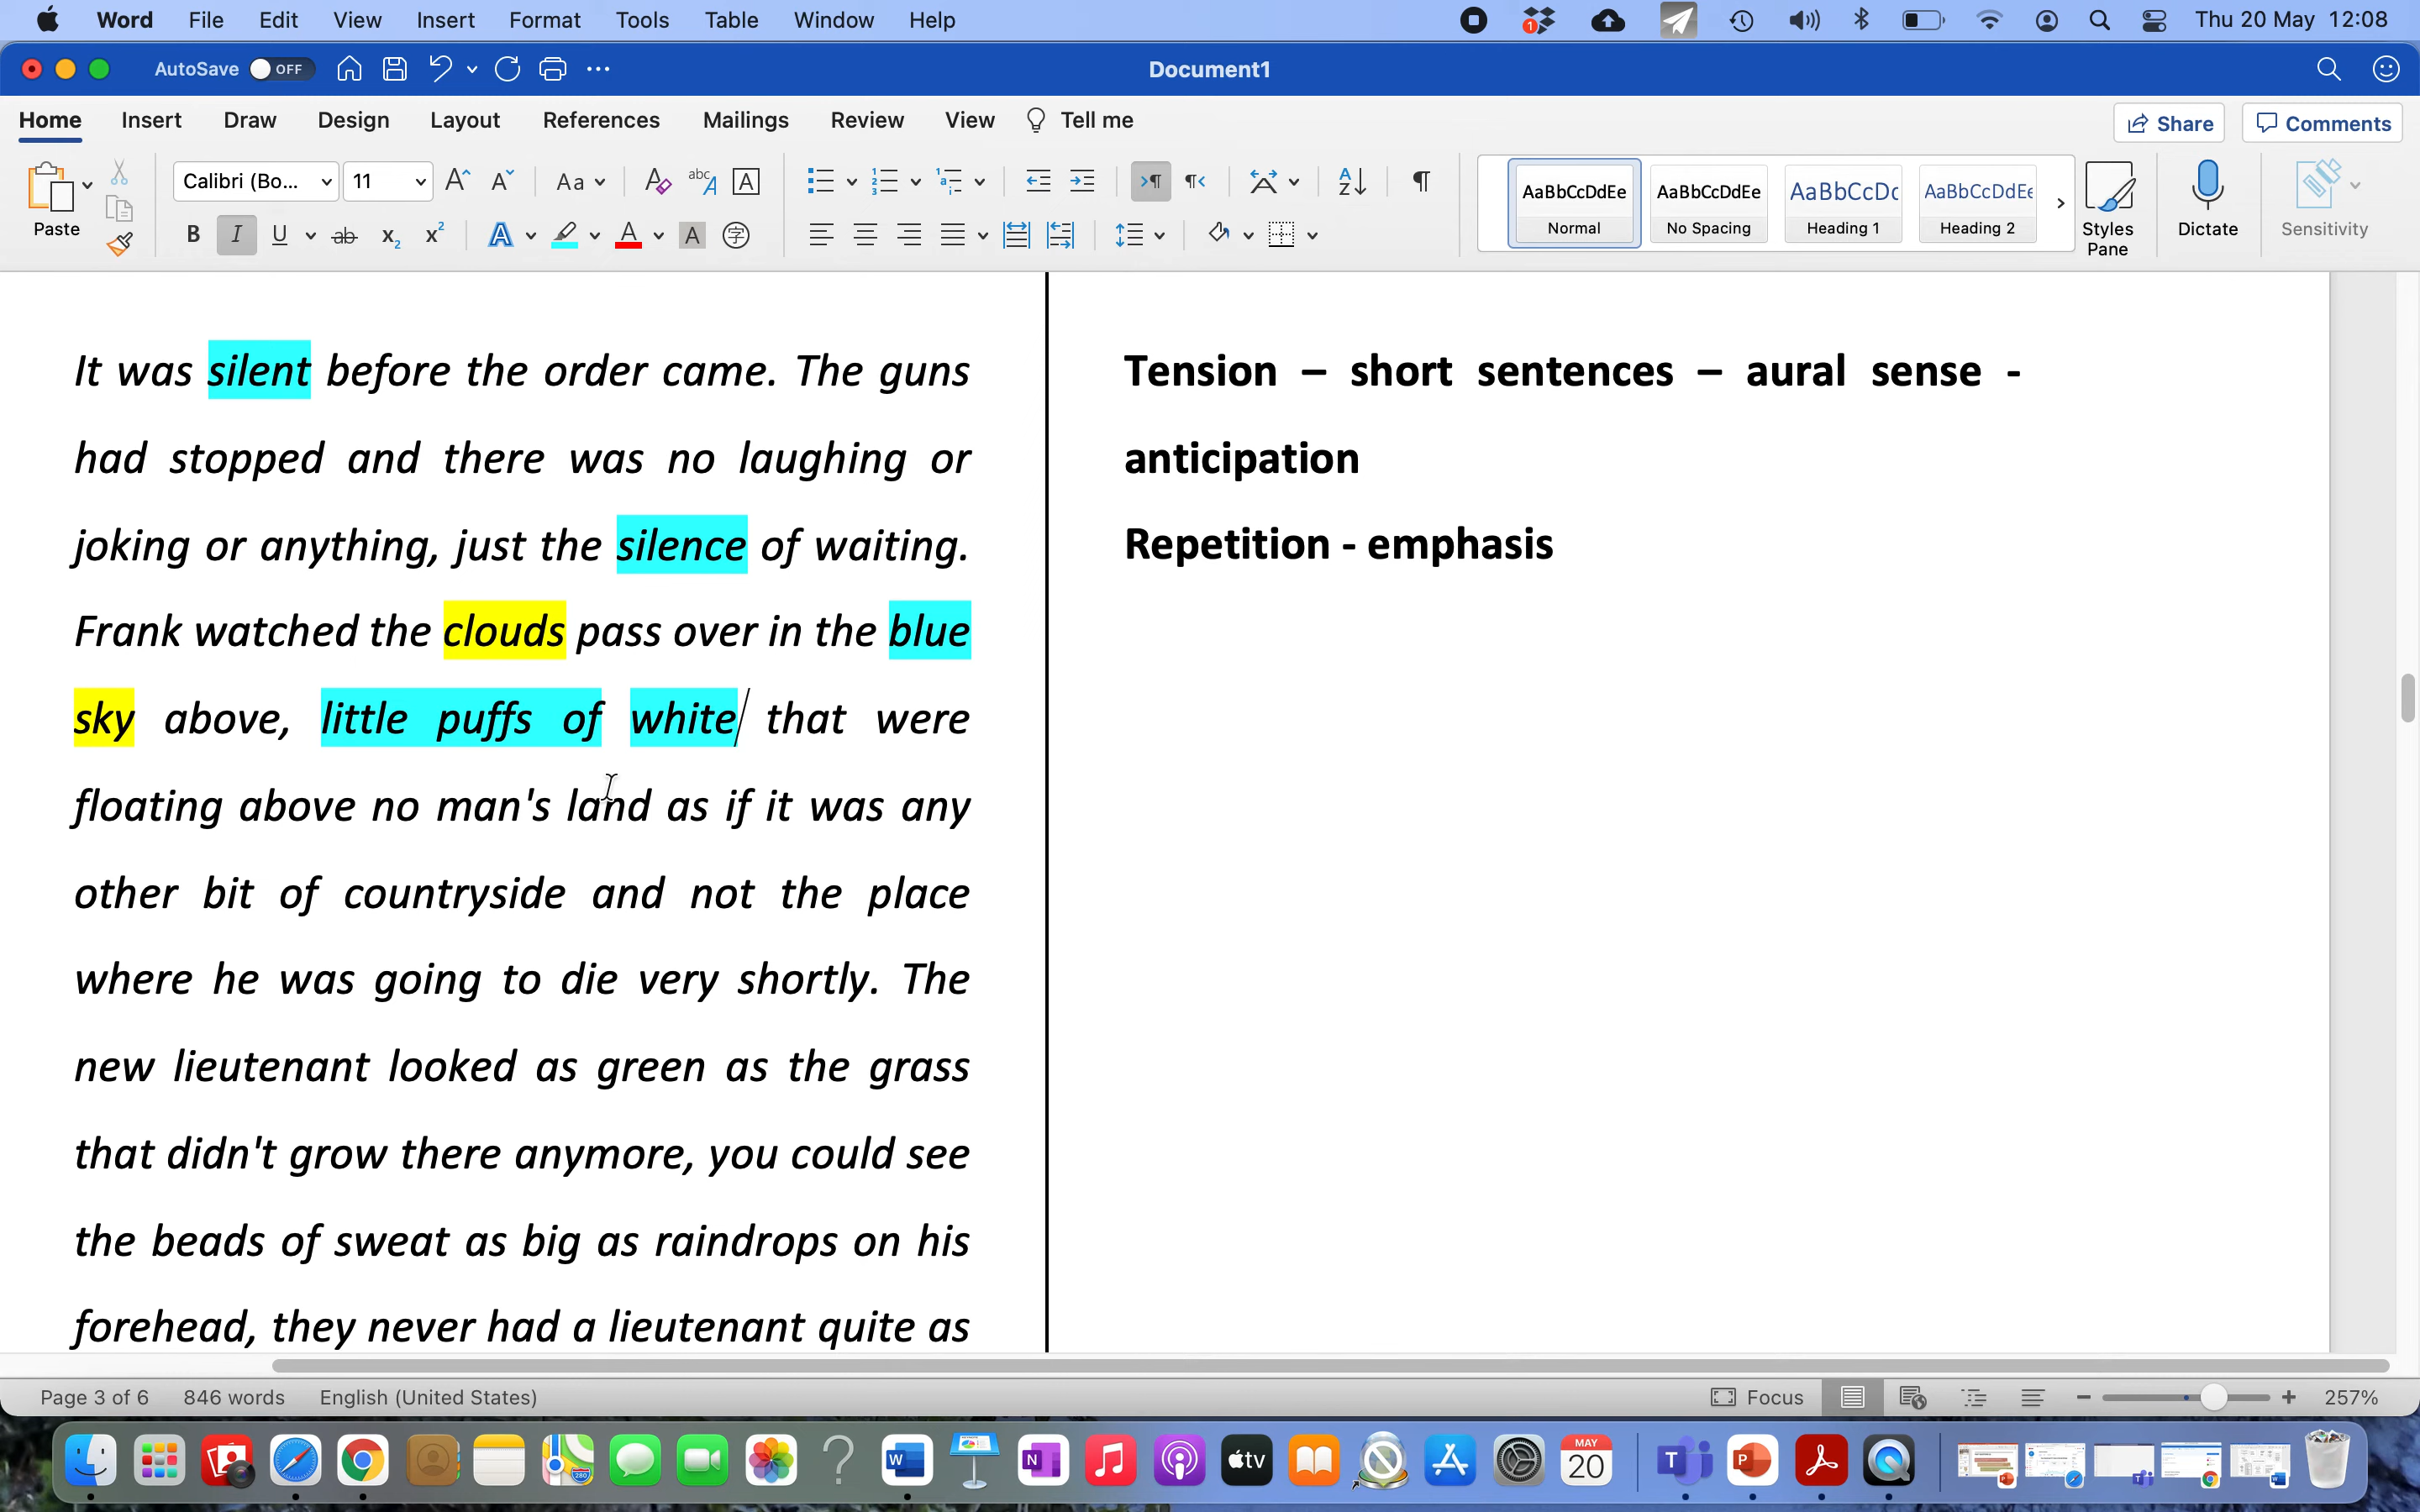 Word File Edit View Insert Format Tools Table Window Help Thu 20 May 12:08
AutoSave OFF Document1
Home Insert Draw Design Layout References Mailings Review View Tell me Share Comments
Calibri (Bo... 11 Aa
Paste
AaBbCcDdEe AaBbCcDdEe AaBbCcDc AaBbCcDdEe
Normal No Spacing Heading 1 Heading 2
Styles Pane Dictate Sensitivity
It was silent before the order came. The guns
had stopped and there was no laughing or
joking or anything, just the silence of waiting.
Frank watched the clouds pass over in the blue
sky above, little puffs of white that were
floating above no man's land as if it was any
other bit of countryside and not the place
where he was going to die very shortly. The
new lieutenant looked as green as the grass
that didn't grow there anymore, you could see
the beads of sweat as big as raindrops on his
forehead, they never had a lieutenant quite as
Tension – short sentences – aural sense -
anticipation
Repetition - emphasis
Page 3 of 6 846 words English (United States) Focus 257%
tv MAY
20